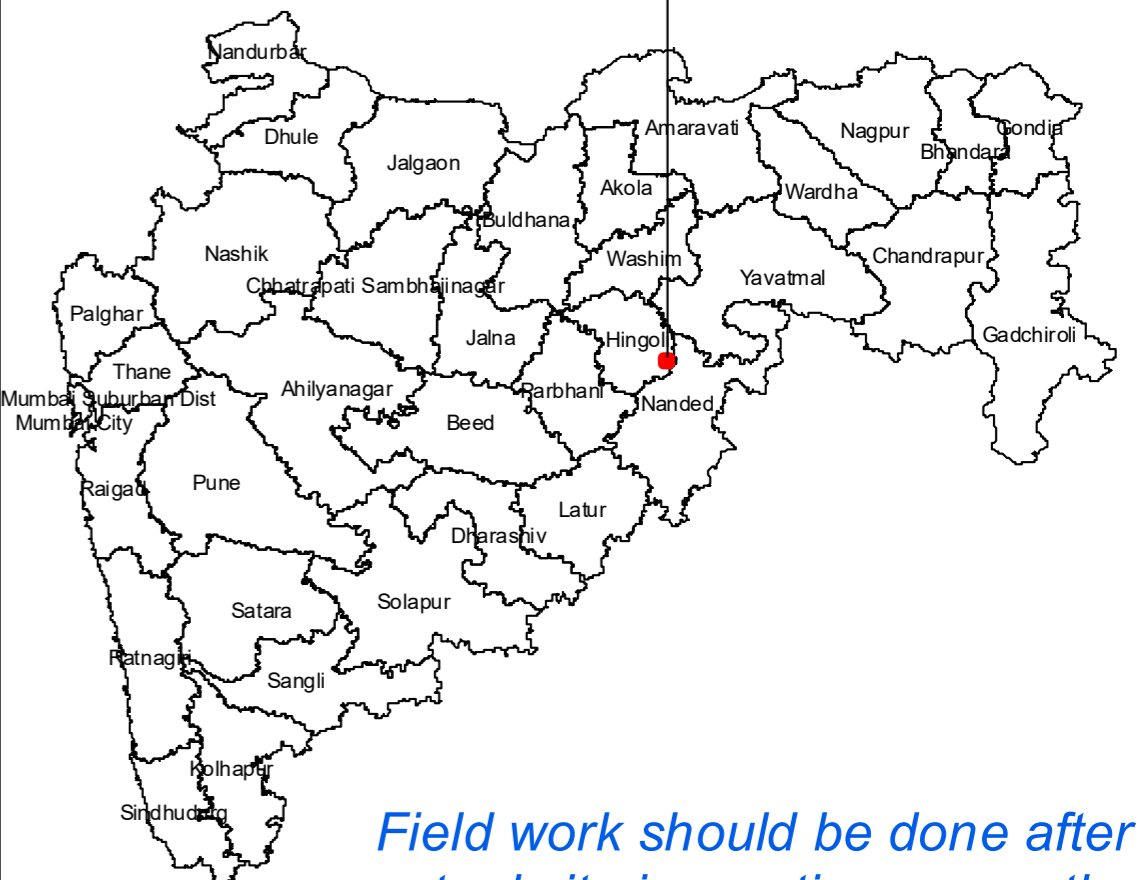 Nandurbar
Amaravati
Nagpur
Gondia
Dhule
Bhandara
Jalgaon
Akola
Wardha
Buldhana
Nashik
Washim
Chandrapur
Yavatmal
Chhatrapati Sambhajinagar
Palghar
Jalna
Hingoli
Gadchiroli
Thane
Ahilyanagar
Parbhani
Mumbai Suburban Dist
Nanded
Mumbai City
Beed
Raigad
Pune
Latur
Dharashiv
Satara
Solapur
Ratnagiri
Sangli
Kolhapur
Sindhudurg
Field work should be done after